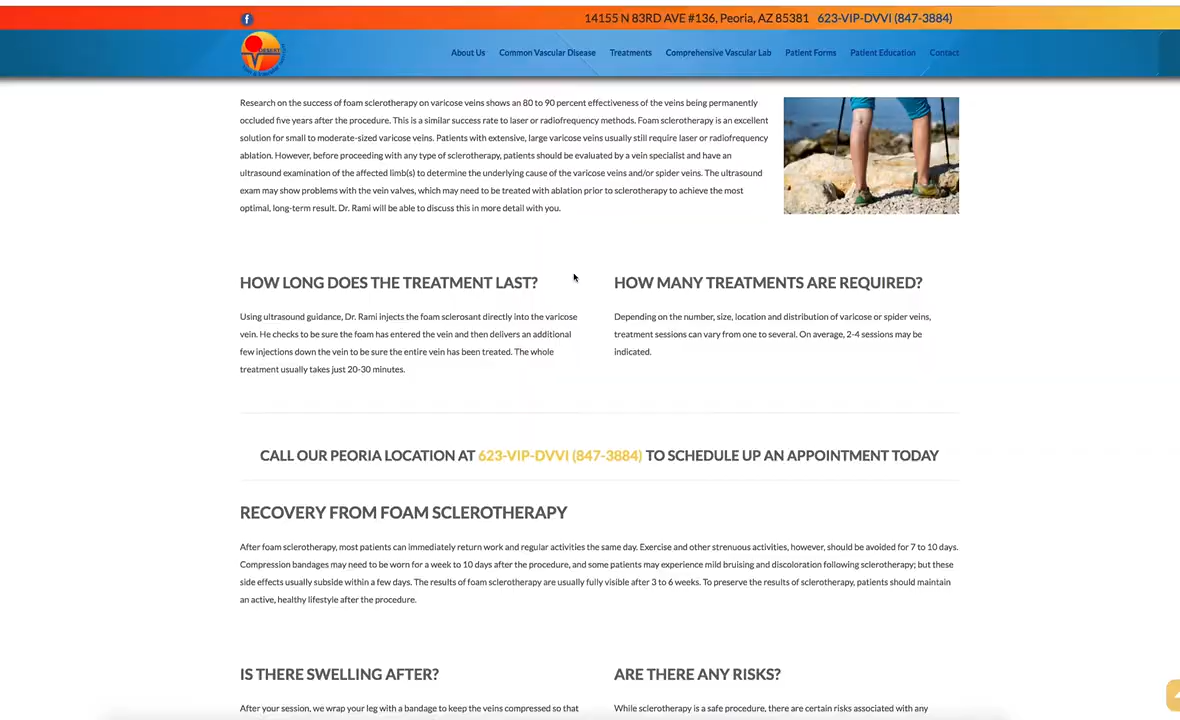 14155 N 83RD AVE #136, Peoria, AZ 85381 623-VIP-DVVI (847-3884)
DESERT
About Us Common Vascular Disease Treatments Comprehensive Vascular Lab Patient Forms Patient Education Contact
Research on the success of foam sclerotherapy on varicose veins shows an 80 to 90 percent effectiveness of the veins being permanently
occluded five years after the procedure. This is a similar success rate to laser or radiofrequency methods. Foam sclerotherapy is an excellent
solution for small to moderate-sized varicose veins. Patients with extensive, large varicose veins usually still require laser or radiofrequency
ablation. However, before proceeding with any type of sclerotherapy, patients should be evaluated by a vein specialist and have an
ultrasound examination of the affected limb(s) to determine the underlying cause of the varicose veins and/or spider veins. The ultrasound
exam may show problems with the vein valves, which may need to be treated with ablation prior to sclerotherapy to achieve the most
optimal, long-term result. Dr. Rami will be able to discuss this in more detail with you.
HOW LONG DOES THE TREATMENT LAST?
Using ultrasound guidance, Dr. Rami injects the foam sclerosant directly into the varicose
vein. He checks to be sure the foam has entered the vein and then delivers an additional
few injections down the vein to be sure the entire vein has been treated. The whole
treatment usually takes just 20-30 minutes.
HOW MANY TREATMENTS ARE REQUIRED?
Depending on the number, size, location and distribution of varicose or spider veins,
treatment sessions can vary from one to several. On average, 2-4 sessions may be
indicated.
CALL OUR PEORIA LOCATION AT 623-VIP-DVVI (847-3884) TO SCHEDULE UP AN APPOINTMENT TODAY
RECOVERY FROM FOAM SCLEROTHERAPY
After foam sclerotherapy, most patients can immediately return work and regular activities the same day. Exercise and other strenuous activities, however, should be avoided for 7 to 10 days.
Compression bandages may need to be worn for a week to 10 days after the procedure, and some patients may experience mild bruising and discoloration following sclerotherapy; but these
side effects usually subside within a few days. The results of foam sclerotherapy are usually fully visible after 3 to 6 weeks. To preserve the results of sclerotherapy, patients should maintain
an active, healthy lifestyle after the procedure.
IS THERE SWELLING AFTER?
After your session, we wrap your leg with a bandage to keep the veins compressed so that
ARE THERE ANY RISKS?
While sclerotherapy is a safe procedure, there are certain risks associated with any